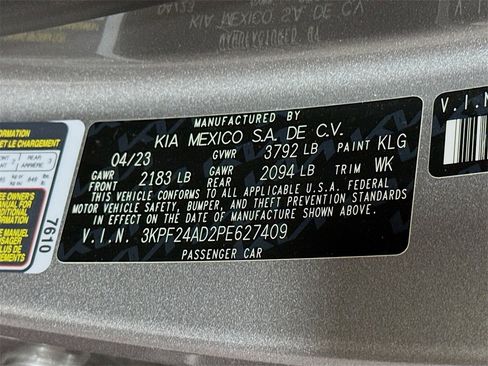 KIA MEXICO
MANUFACTURED BY
KIA MEXICO S.A. DE C.V.
04/23 GVWR 3792 LB PAINT KLG
GAWR FRONT 2183 LB GAWR REAR 2094 LB TRIM WK
THIS VEHICLE CONFORMS TO ALL APPLICABLE U.S.A. FEDERAL
MOTOR VEHICLE SAFETY, BUMPER, AND THEFT PREVENTION STANDARDS
IN EFFECT ON THE DATE OF MANUFACTURE SHOWN ABOVE.
V.I.N. 3KPF24AD2PE627409
PASSENGER CAR
V.I.N
7610